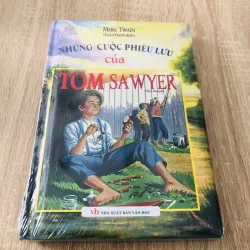 MARK TWAIN
NHỮNG CUỘC PHIÊU LƯU
của
TOM SAWYER
NHÀ XUẤT BẢN VĂN HỌC